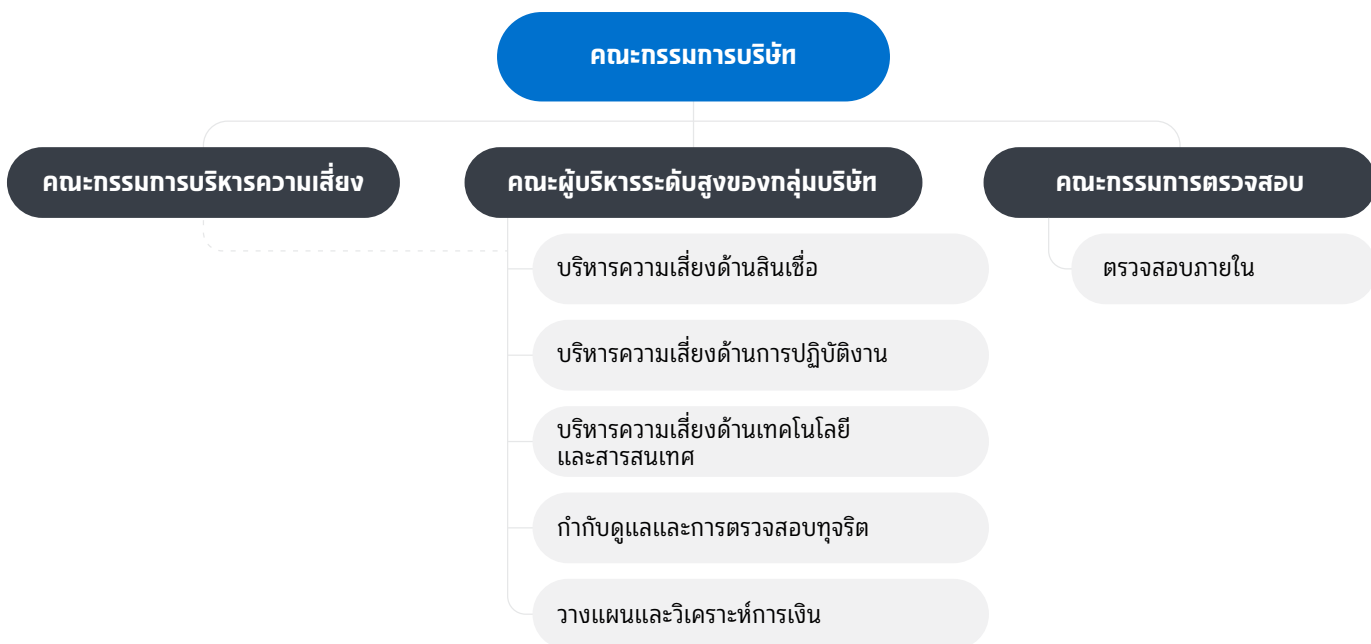 คณะกรรมการบริษัท
คณะกรรมการบริหารความเสี่ยง
คณะผู้บริหารระดับสูงของกลุ่มบริษัท
คณะกรรมการตรวจสอบ
บริหารความเสี่ยงด้านสินเชื่อ
ตรวจสอบภายใน
บริหารความเสี่ยงด้านการปฏิบัติงาน
บริหารความเสี่ยงด้านเทคโนโลยี
และสารสนเทศ
กำกับดูแลและการตรวจสอบทุจริต
วางแผนและวิเคราะห์การเงิน